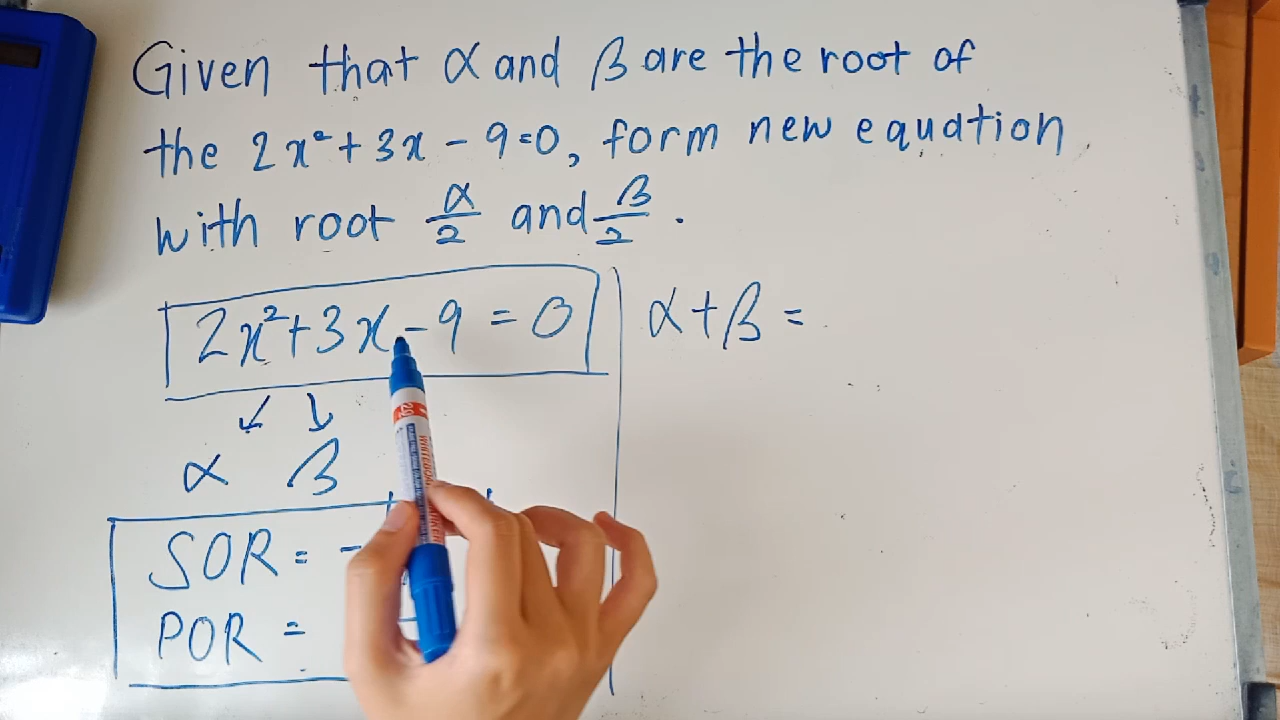 Given that α and β are the root of
the 2x²+3x-9=0, form new equation
with root α/2 and β/2.
2x²+3x-9=0
α+β=
α β
SOR = -
POR =